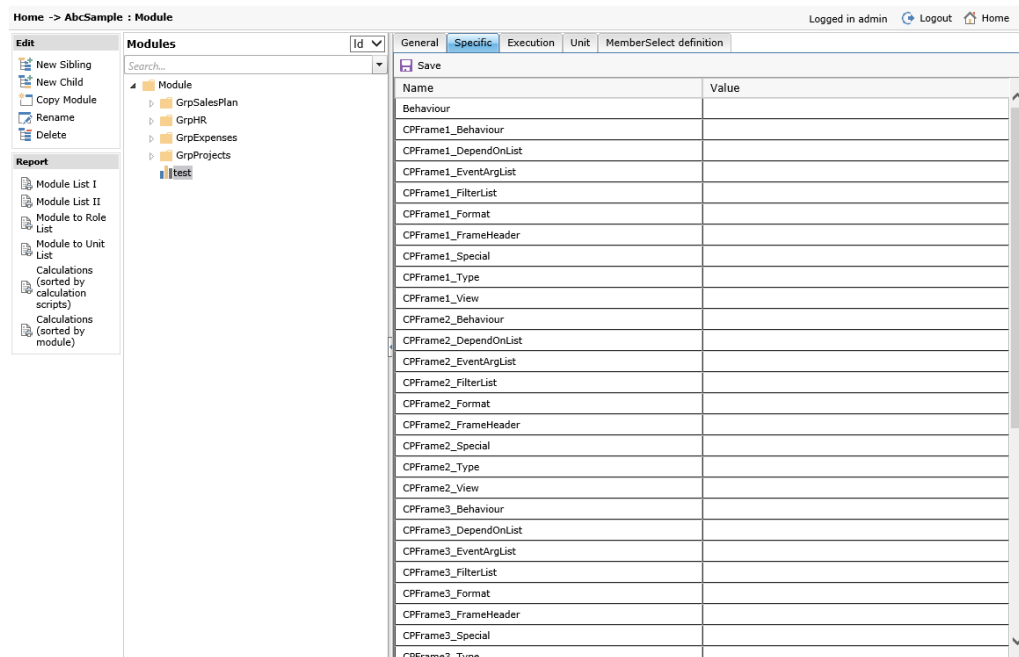 Home -> AbcSample : Module
Logged in admin Logout Home
Edit
New Sibling
New Child
Copy Module
Rename
Delete
Report
Module List I
Module List II
Module to Role
List
Module to Unit
List
Calculations
(sorted by
calculation
scripts)
Calculations
(sorted by
module)
Modules Id
Search...
Module
GrpSalesPlan
GrpHR
GrpExpenses
GrpProjects
test
General Specific Execution Unit MemberSelect definition
Save
Name Value
Behaviour
CPFrame1_Behaviour
CPFrame1_DependOnList
CPFrame1_EventArgList
CPFrame1_FilterList
CPFrame1_Format
CPFrame1_FrameHeader
CPFrame1_Special
CPFrame1_Type
CPFrame1_View
CPFrame2_Behaviour
CPFrame2_DependOnList
CPFrame2_EventArgList
CPFrame2_FilterList
CPFrame2_Format
CPFrame2_FrameHeader
CPFrame2_Special
CPFrame2_Type
CPFrame2_View
CPFrame3_Behaviour
CPFrame3_DependOnList
CPFrame3_EventArgList
CPFrame3_FilterList
CPFrame3_Format
CPFrame3_FrameHeader
CPFrame3_Special
CPFrame3_Type